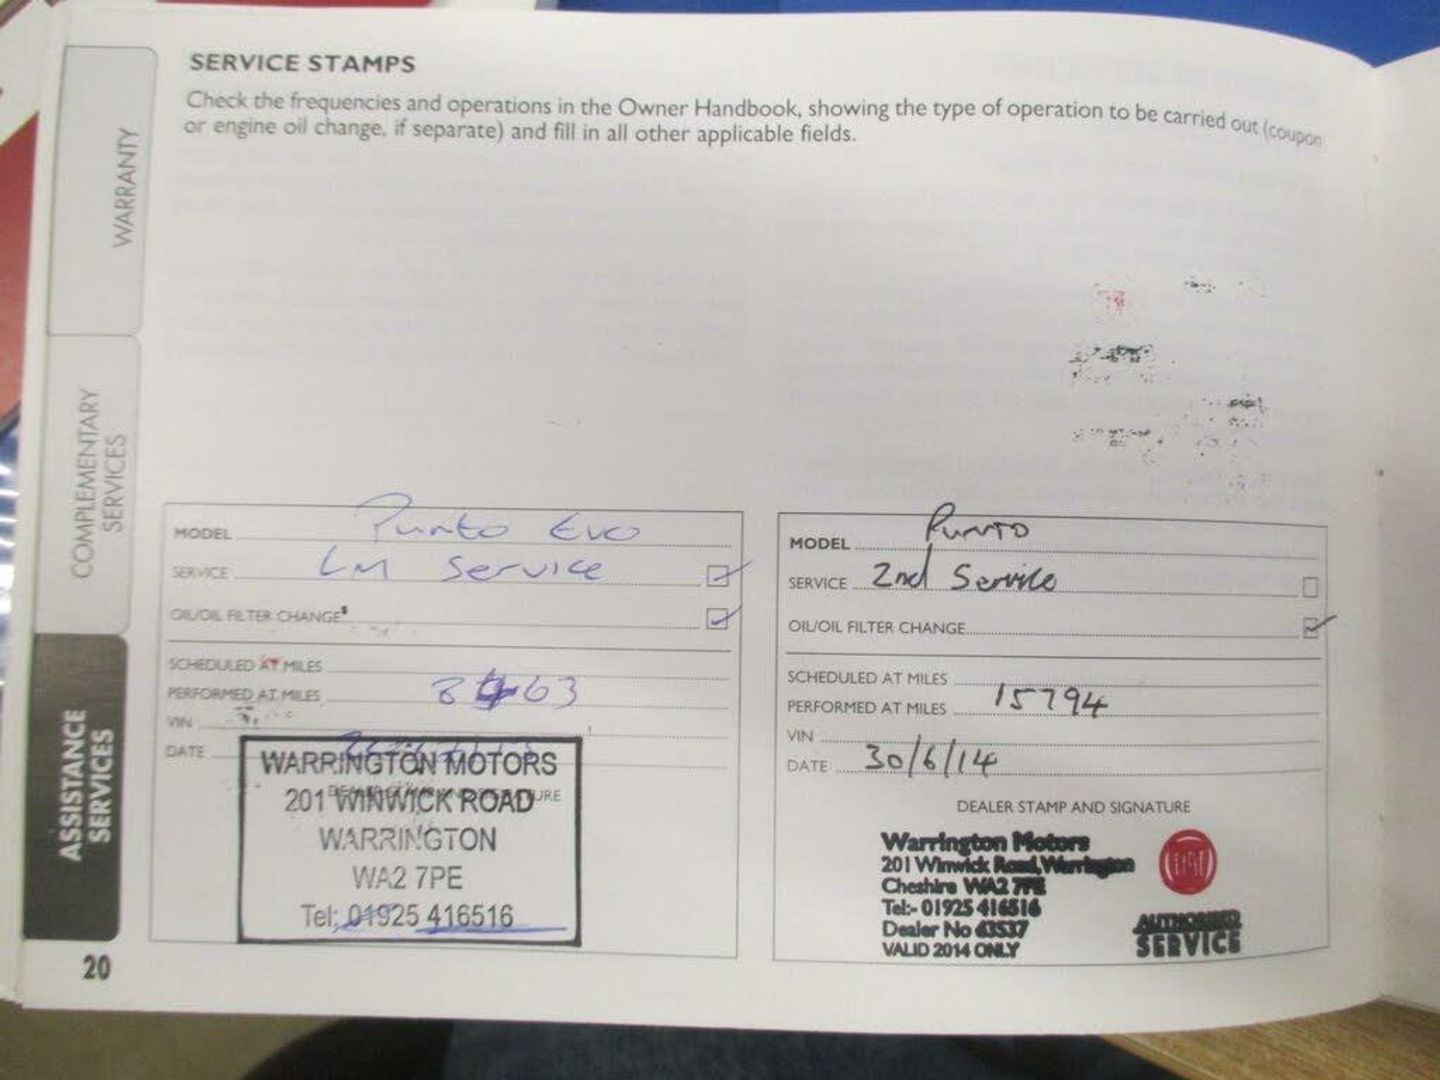 SERVICE STAMPS
Check the frequencies and operations in the Owner Handbook, showing the type of operation to be carried out (coupon
or engine oil change, if separate) and fill in all other applicable fields.
WARRANTY
COMPLEMENTARY
SERVICES
ASSISTANCE
SERVICES
MODEL Punto Evo
SERVICE LM Service
OIL/OIL FILTER CHANGE
SCHEDULED AT MILES
PERFORMED AT MILES
VIN
DATE
WARRINGTON MOTORS
201 WINWICK ROAD
WARRINGTON
WA2 7PE
Tel: 01925 416516
MODEL Punto
SERVICE 2nd Service
OIL/OIL FILTER CHANGE
SCHEDULED AT MILES
PERFORMED AT MILES 15794
VIN
DATE 30/6/14
DEALER STAMP AND SIGNATURE
Warrington Motors
201 Winwick Road, Warrington
Cheshire WA2 7PE
Tel:- 01925 416516
Dealer No 43537
VALID 2014 ONLY
FIAT
AUTHORISED
SERVICE
20